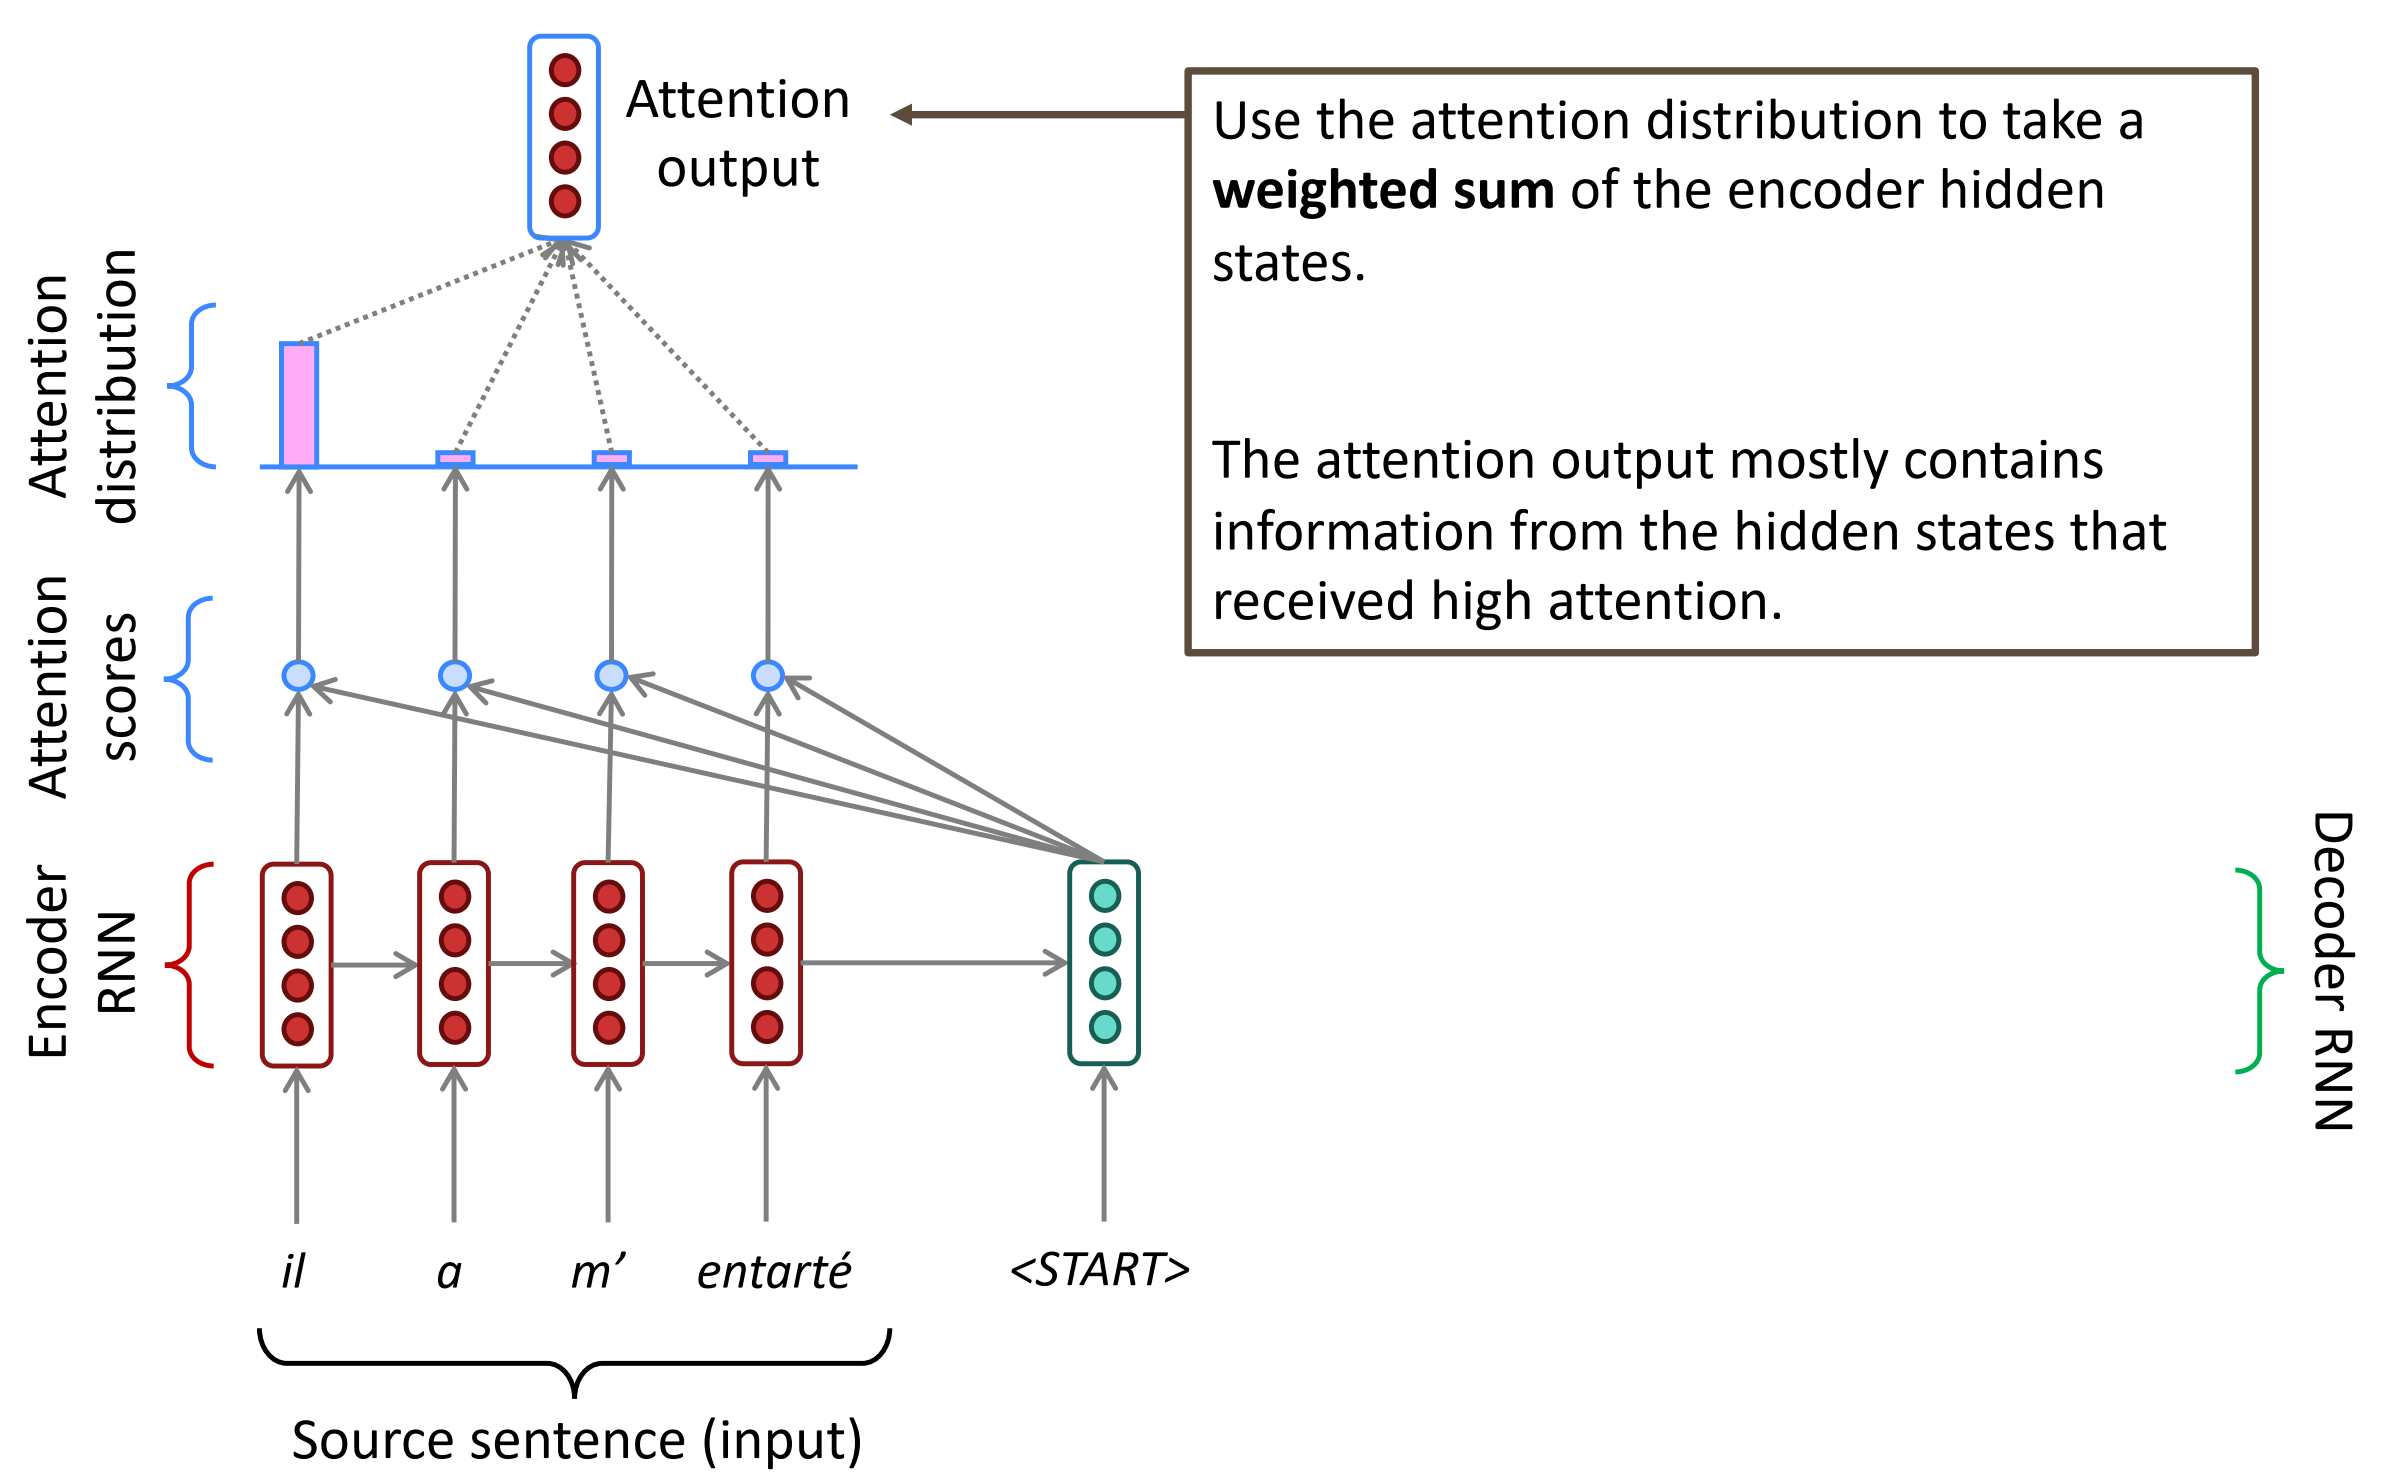 Attention
output
Use the attention distribution to take a
weighted sum of the encoder hidden
states.
The attention output mostly contains
information from the hidden states that
received high attention.
Attention
distribution
Attention
scores
Encoder
RNN
Decoder RNN
il a m’ entarté <START>
Source sentence (input)